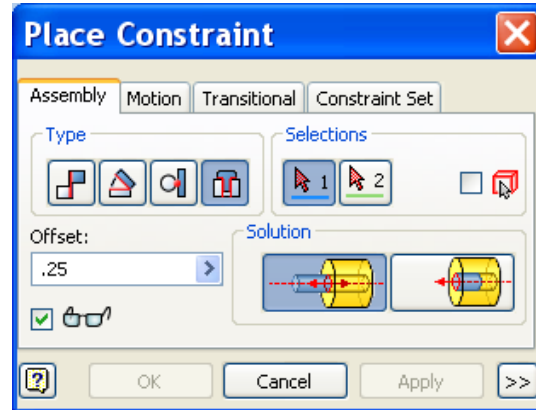 Place Constraint
Assembly Motion Transitional Constraint Set
Type Selections
1 2
Offset: Solution
.25
? OK Cancel Apply >>